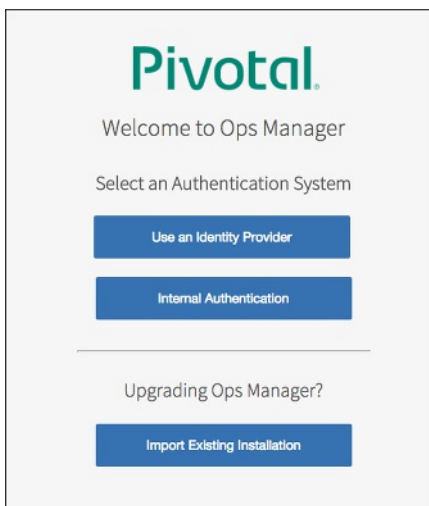 Pivotal.
Welcome to Ops Manager
Select an Authentication System
Use an Identity Provider
Internal Authentication
Upgrading Ops Manager?
Import Existing Installation